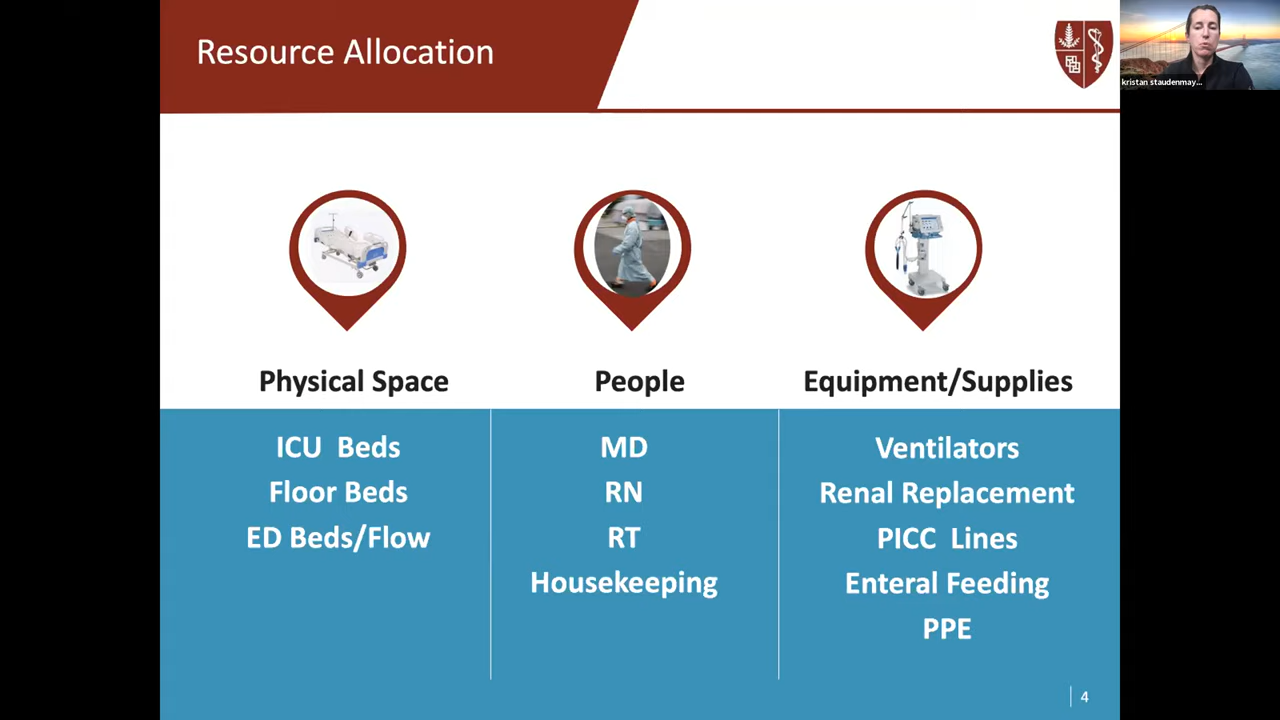 Resource Allocation
kristan staudenmay...
Physical Space
People
Equipment/Supplies
ICU Beds
Floor Beds
ED Beds/Flow
MD
RN
RT
Housekeeping
Ventilators
Renal Replacement
PICC Lines
Enteral Feeding
PPE
4